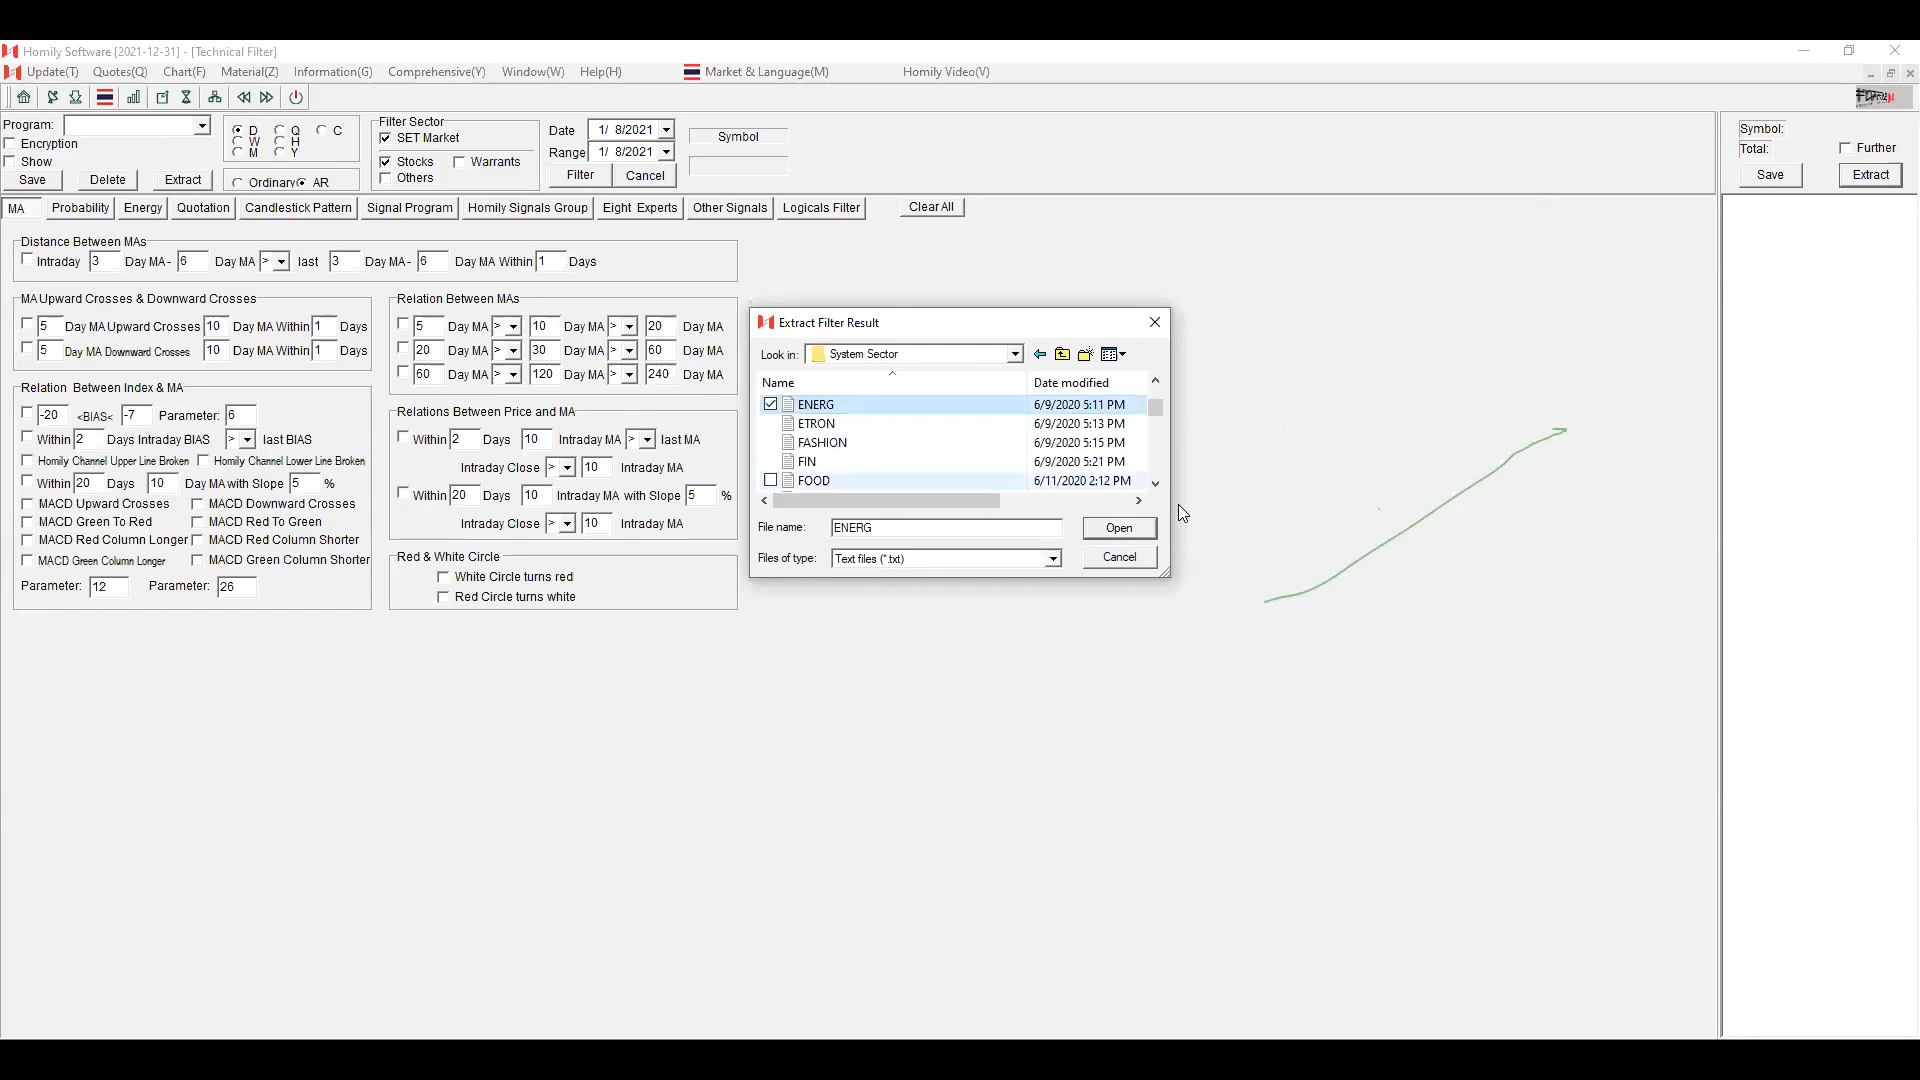 Homily Software [2021-12-31] - [Technical Filter]
Update(T) Quotes(Q) Chart(F) Material(Z) Information(G) Comprehensive(Y) Window(W) Help(H) Market & Language(M) Homily Video(V)
Program:
Encryption
Show
Save Delete Extract
D Q C
W H
M Y
Ordinary AR
Filter Sector
SET Market
Stocks Warrants
Others
Date 1/ 8/2021
Range 1/ 8/2021
Filter Cancel
Symbol
Symbol:
Total: Further
Save Extract
MA Probability Energy Quotation Candlestick Pattern Signal Program Homily Signals Group Eight Experts Other Signals Logicals Filter Clear All
Distance Between MAs
Intraday 3 Day MA - 6 Day MA > last 3 Day MA - 6 Day MA Within 1 Days
MA Upward Crosses & Downward Crosses
5 Day MA Upward Crosses 10 Day MA Within 1 Days
5 Day MA Downward Crosses 10 Day MA Within 1 Days
Relation Between MAs
5 Day MA > 10 Day MA > 20 Day MA
20 Day MA > 30 Day MA > 60 Day MA
60 Day MA > 120 Day MA > 240 Day MA
Relation Between Index & MA
-20 <BIAS< -7 Parameter: 6
Within 2 Days Intraday BIAS > last BIAS
Homily Channel Upper Line Broken Homily Channel Lower Line Broken
Within 20 Days 10 Day MA with Slope 5 %
MACD Upward Crosses MACD Downward Crosses
MACD Green To Red MACD Red To Green
MACD Red Column Longer MACD Red Column Shorter
MACD Green Column Longer MACD Green Column Shorter
Parameter: 12 Parameter: 26
Relations Between Price and MA
Within 2 Days 10 Intraday MA > last MA
Intraday Close > 10 Intraday MA
Within 20 Days 10 Intraday MA with Slope 5 %
Intraday Close > 10 Intraday MA
Red & White Circle
White Circle turns red
Red Circle turns white
Extract Filter Result
Look in: System Sector
Name Date modified
ENERG 6/9/2020 5:11 PM
ETRON 6/9/2020 5:13 PM
FASHION 6/9/2020 5:15 PM
FIN 6/9/2020 5:21 PM
FOOD 6/11/2020 2:12 PM
File name: ENERG Open
Files of type: Text files (*.txt) Cancel